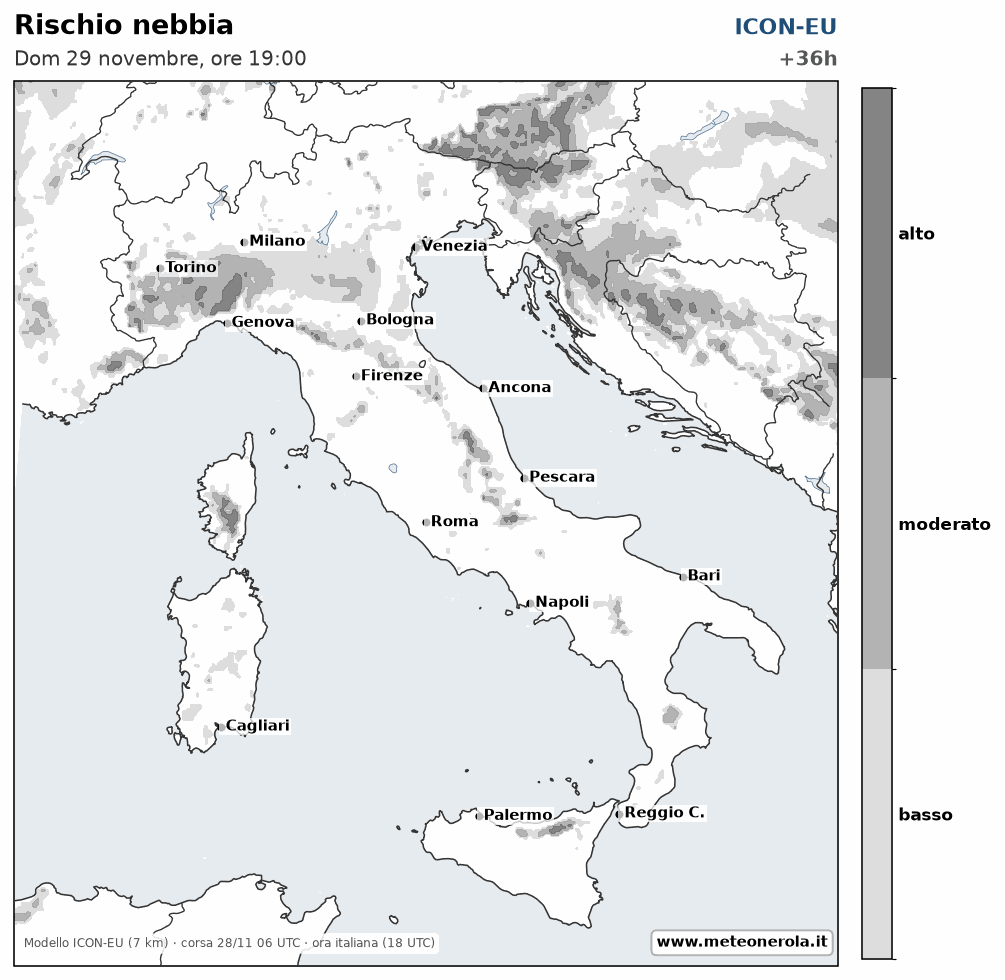 Rischio nebbia
ICON-EU
Dom 29 novembre, ore 19:00
+36h
Milano
Venezia
Torino
Genova
Bologna
Firenze
Ancona
Pescara
Roma
Bari
Napoli
Cagliari
Palermo
Reggio C.
alto
moderato
basso
Modello ICON-EU (7 km) · corsa 28/11 06 UTC · ora italiana (18 UTC)
www.meteonerola.it